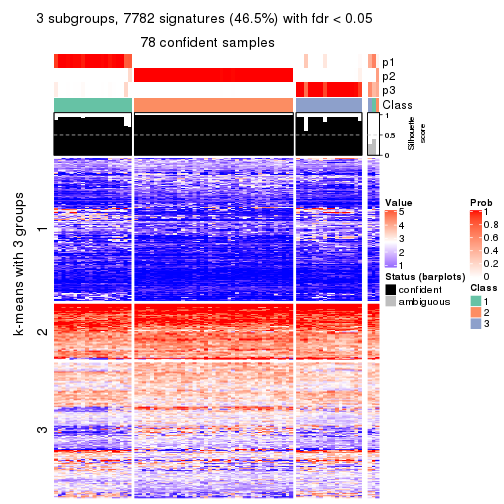 3 subgroups, 7782 signatures (46.5%) with fdr < 0.05
78 confident samples
p1
p2
p3
Class
1
0.5
0
Silhouette
score
k-means with 3 groups
1
2
3
Value
5
4
3
2
1
Status (barplots)
confident
ambiguous
Prob
1
0.8
0.6
0.4
0.2
0
Class
1
2
3